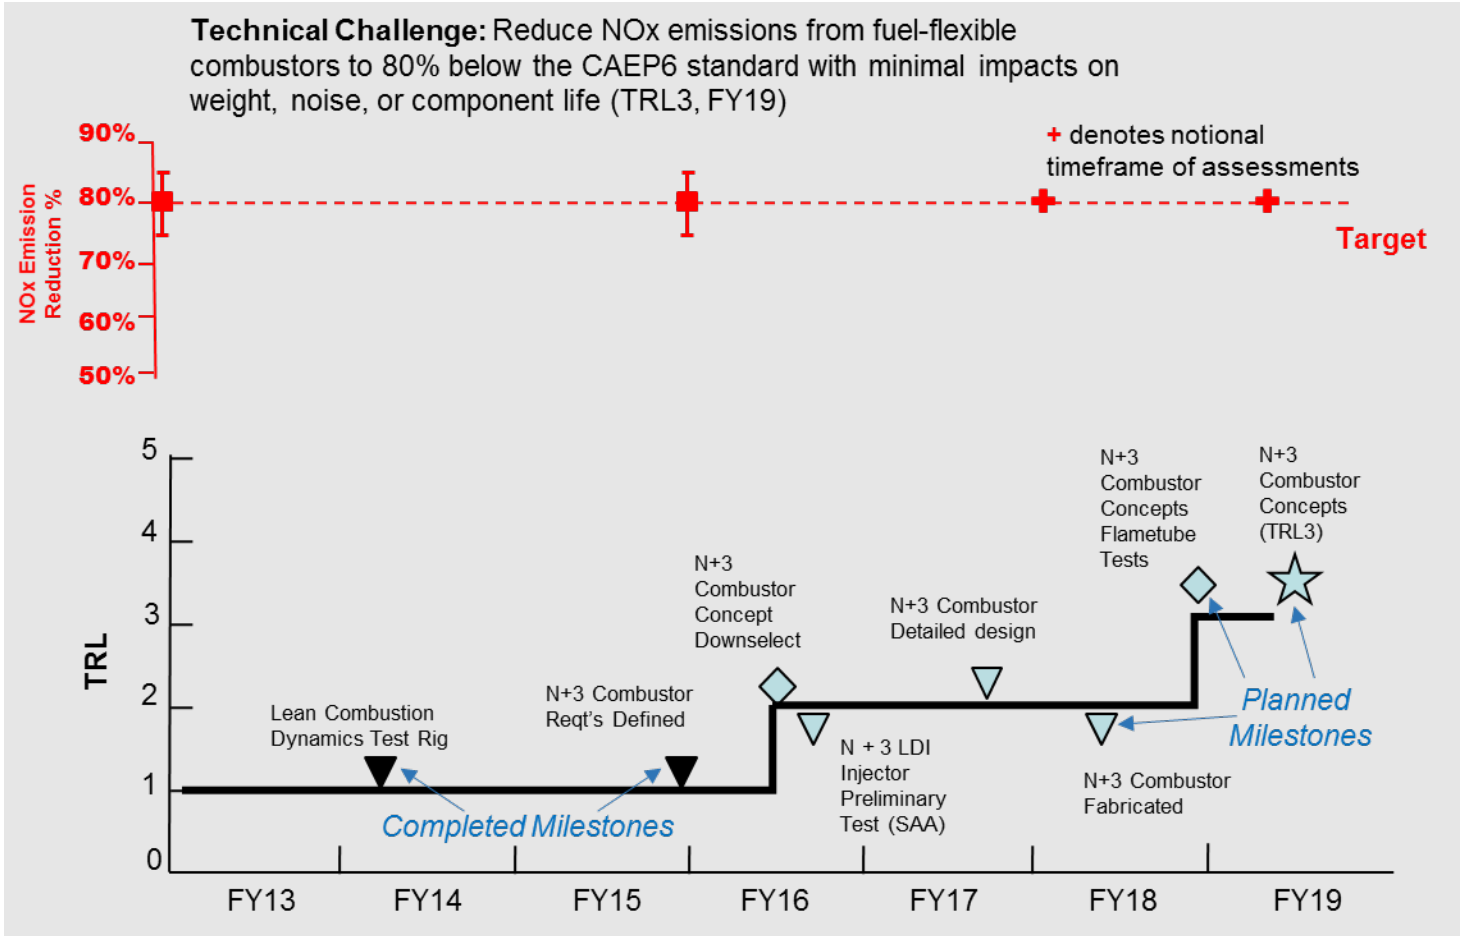 Technical Challenge: Reduce NOx emissions from fuel-flexible
combustors to 80% below the CAEP6 standard with minimal impacts on
weight, noise, or component life (TRL3, FY19)
+ denotes notional
timeframe of assessments
90%
80%
70%
60%
50%
NOx Emission
Reduction %
Target
5
4
3
2
1
0
TRL
Lean Combustion
Dynamics Test Rig
N+3 Combustor
Reqt's Defined
N+3
Combustor
Concept
Downselect
N + 3 LDI
Injector
Preliminary
Test (SAA)
N+3 Combustor
Detailed design
N+3
Combustor
Concepts
Flametube
Tests
N+3
Combustor
Concepts
(TRL3)
N+3 Combustor
Fabricated
Completed Milestones
Planned
Milestones
FY13
FY14
FY15
FY16
FY17
FY18
FY19